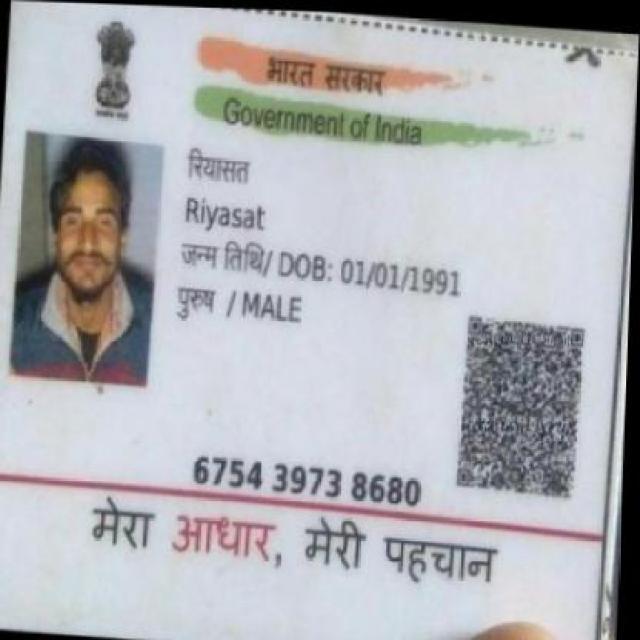 भारत सरकार
Government of India
रियासत
Riyasat
जन्म तिथि/ DOB: 01/01/1991
पुरुष / MALE
6754 3973 8680
मेरा आधार, मेरी पहचान